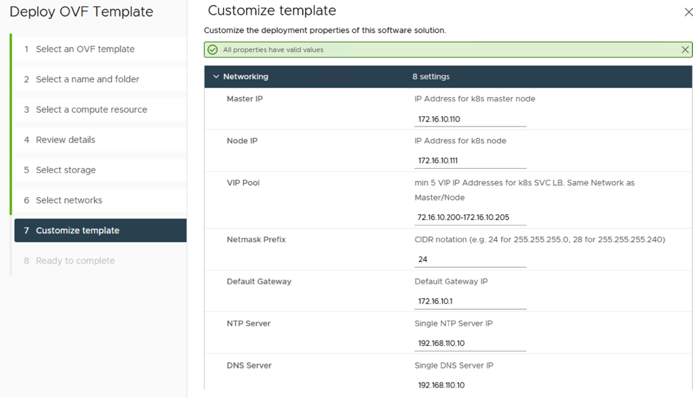 Deploy OVF Template
1 Select an OVF template
2 Select a name and folder
3 Select a compute resource
4 Review details
5 Select storage
6 Select networks
7 Customize template
8 Ready to complete
Customize template
Customize the deployment properties of this software solution.
All properties have valid values
Networking 8 settings
Master IP IP Address for k8s master node
172.16.10.110
Node IP IP Address for k8s node
172.16.10.111
VIP Pool min 5 VIP IP Addresses for k8s SVC LB. Same Network as
Master/Node
72.16.10.200-172.16.10.205
Netmask Prefix CIDR notation (e.g. 24 for 255.255.255.0, 28 for 255.255.255.240)
24
Default Gateway Default Gateway IP
172.16.10.1
NTP Server Single NTP Server IP
192.168.110.10
DNS Server Single DNS Server IP
192.168.110.10